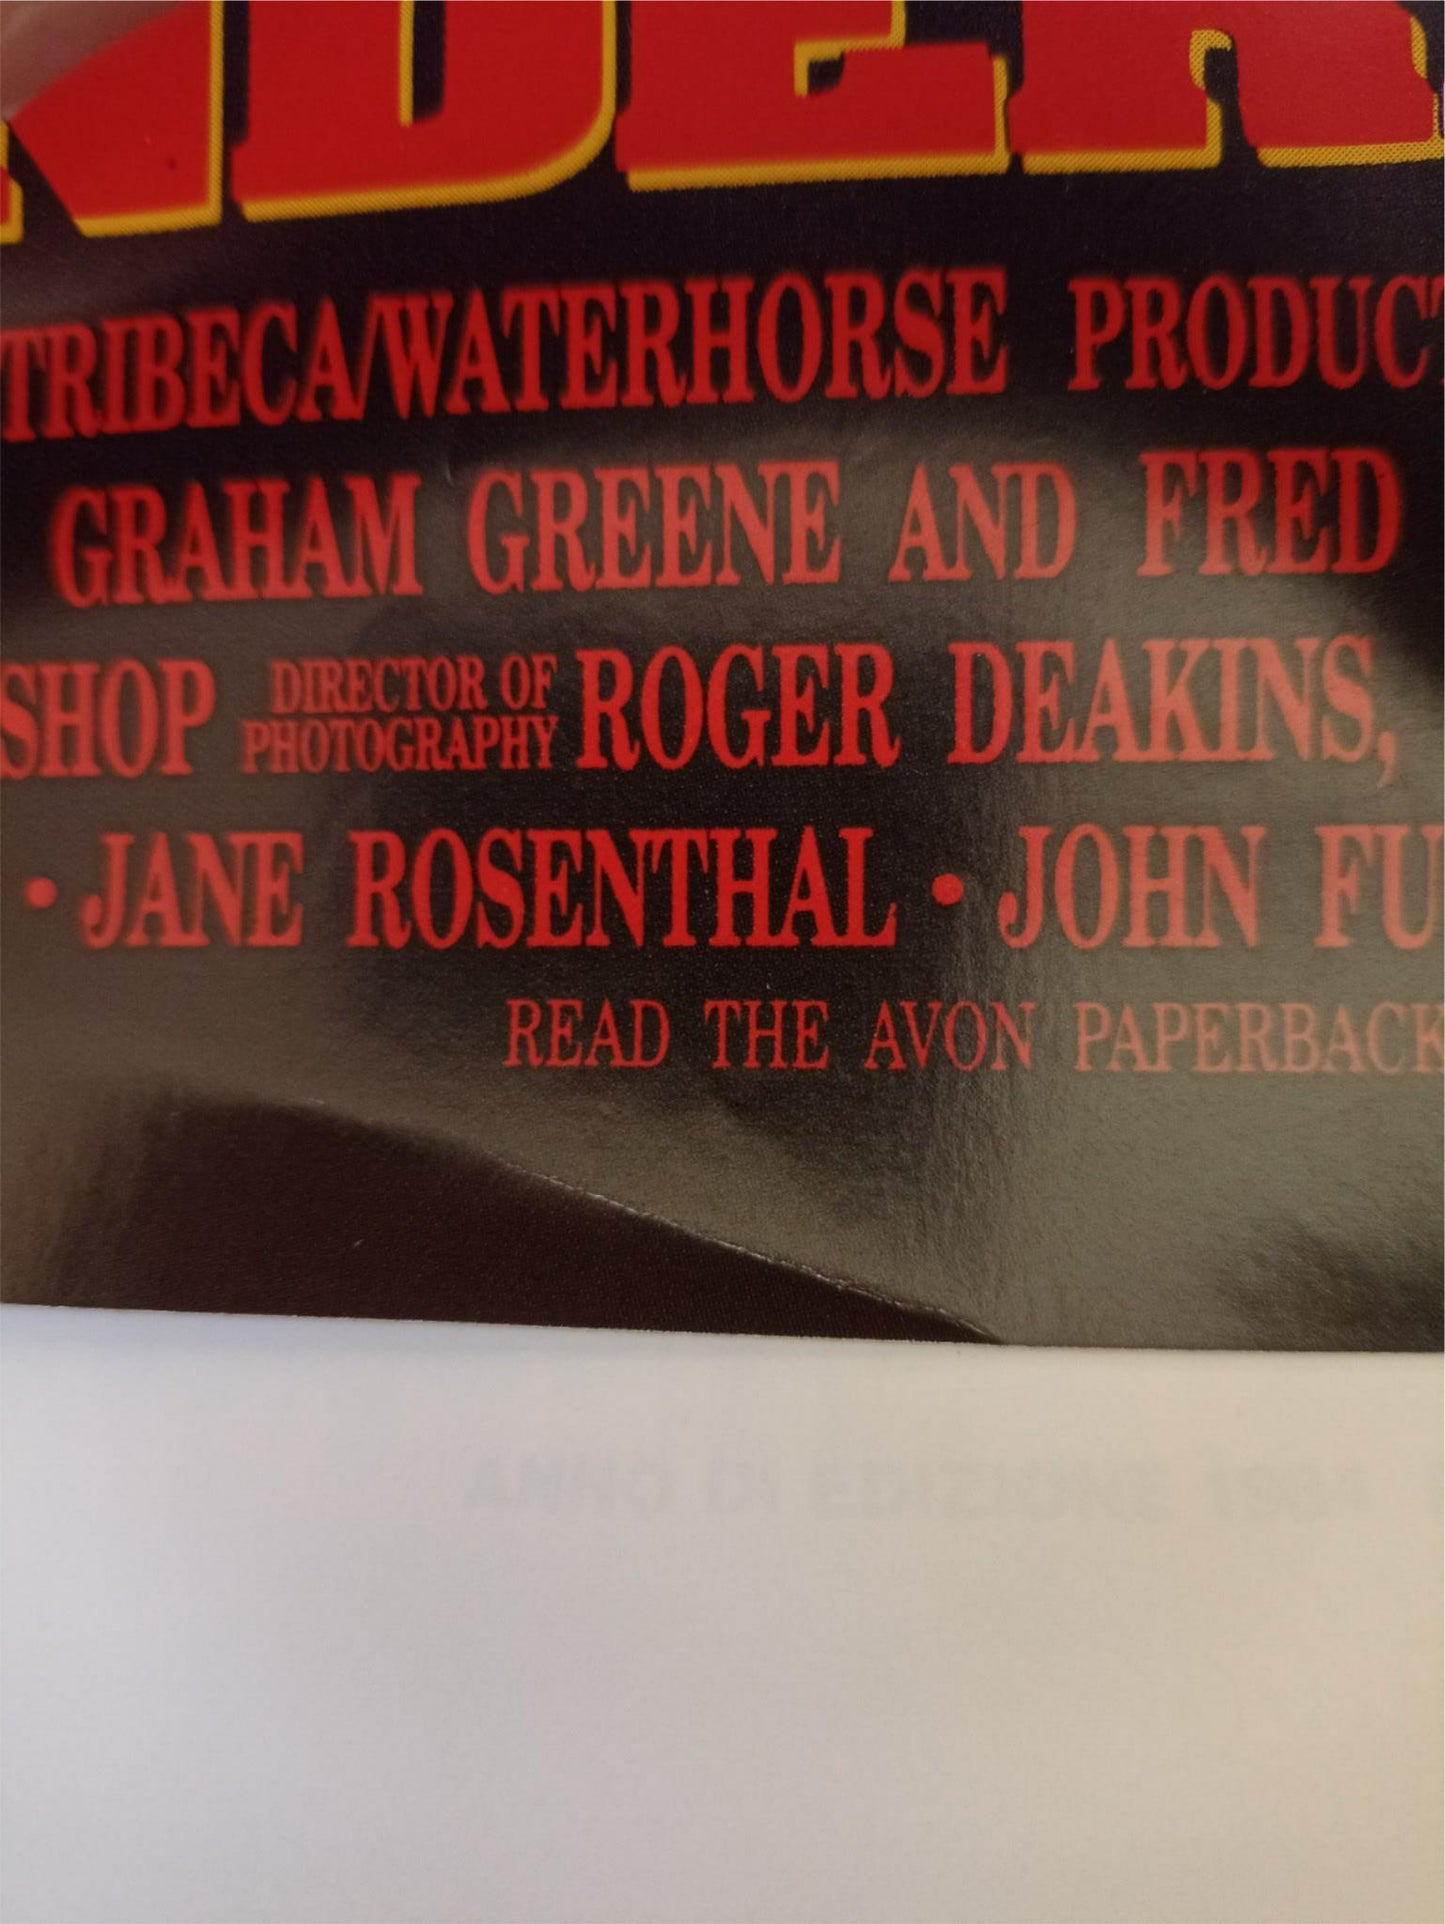 NDER
TRIBECA/WATERHORSE PRODUCT
GRAHAM GREENE AND FRED
SHOP DIRECTOR OF PHOTOGRAPHY ROGER DEAKINS,
• JANE ROSENTHAL • JOHN FU
READ THE AVON PAPERBACK